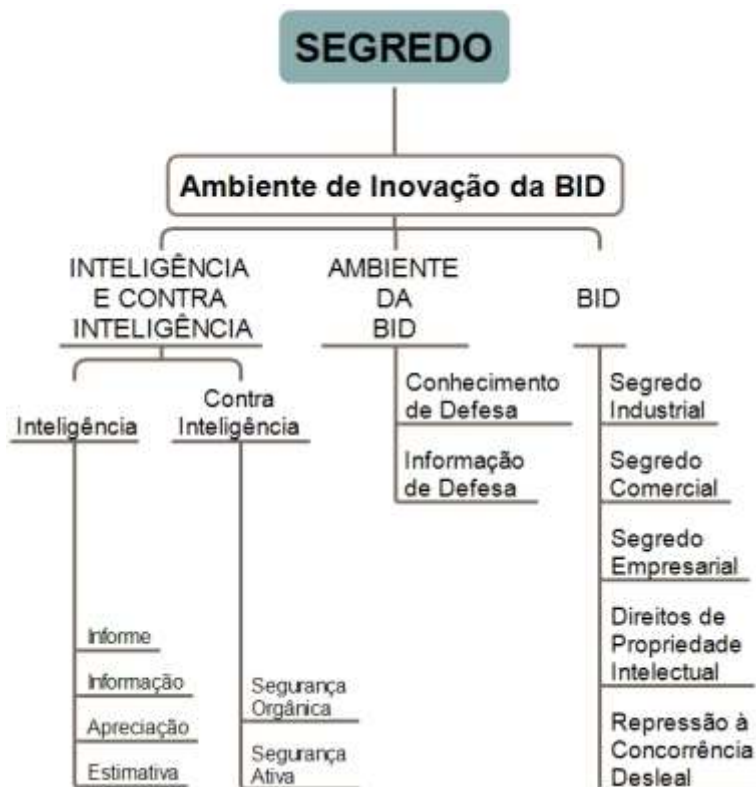 SEGREDO
Ambiente de Inovação da BID
INTELIGÊNCIA
E CONTRA
INTELIGÊNCIA
Inteligência
Informe
Informação
Apreciação
Estimativa
Contra
Inteligência
Segurança
Orgânica
Segurança
Ativa
AMBIENTE
DA
BID
Conhecimento
de Defesa
Informação
de Defesa
BID
Segredo
Industrial
Segredo
Comercial
Segredo
Empresarial
Direitos de
Propriedade
Intelectual
Repressão à
Concorrência
Desleal